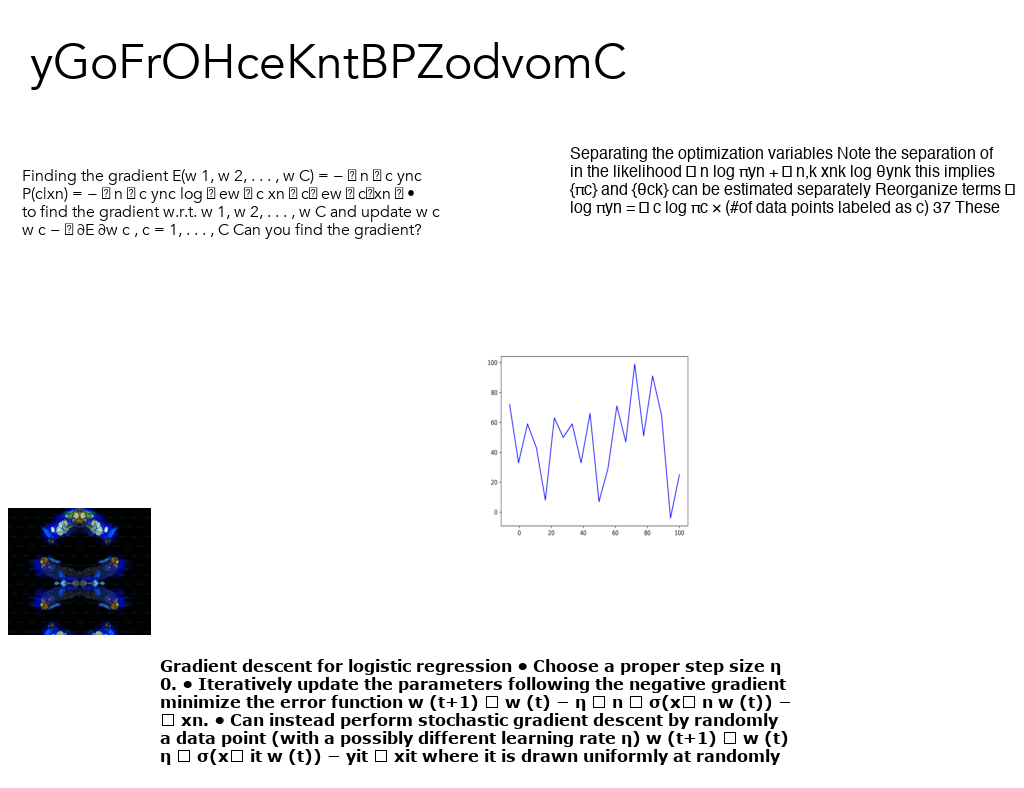 yGoFrOHceKntBPZodvomC
Finding the gradient E(w 1, w 2, . . . , w C) = − � n � c ync
P(c|xn) = − � n � c ync log � ew � c xn � c� ew � c�xn � •
to find the gradient w.r.t. w 1, w 2, . . . , w C and update w c
w c − � ∂E ∂w c , c = 1, . . . , C Can you find the gradient?
Separating the optimization variables Note the separation of
in the likelihood � n log πyn + � n,k xnk log θynk this implies
{πc} and {θck} can be estimated separately Reorganize terms �
log πyn = � c log πc × (#of data points labeled as c) 37 These
100
80
60
40
20
0
0 20 40 60 80 100
Gradient descent for logistic regression • Choose a proper step size η
0. • Iteratively update the parameters following the negative gradient
minimize the error function w (t+1) � w (t) − η � n � σ(x� n w (t)) −
� xn. • Can instead perform stochastic gradient descent by randomly
a data point (with a possibly different learning rate η) w (t+1) � w (t)
η � σ(x� it w (t)) − yit � xit where it is drawn uniformly at randomly